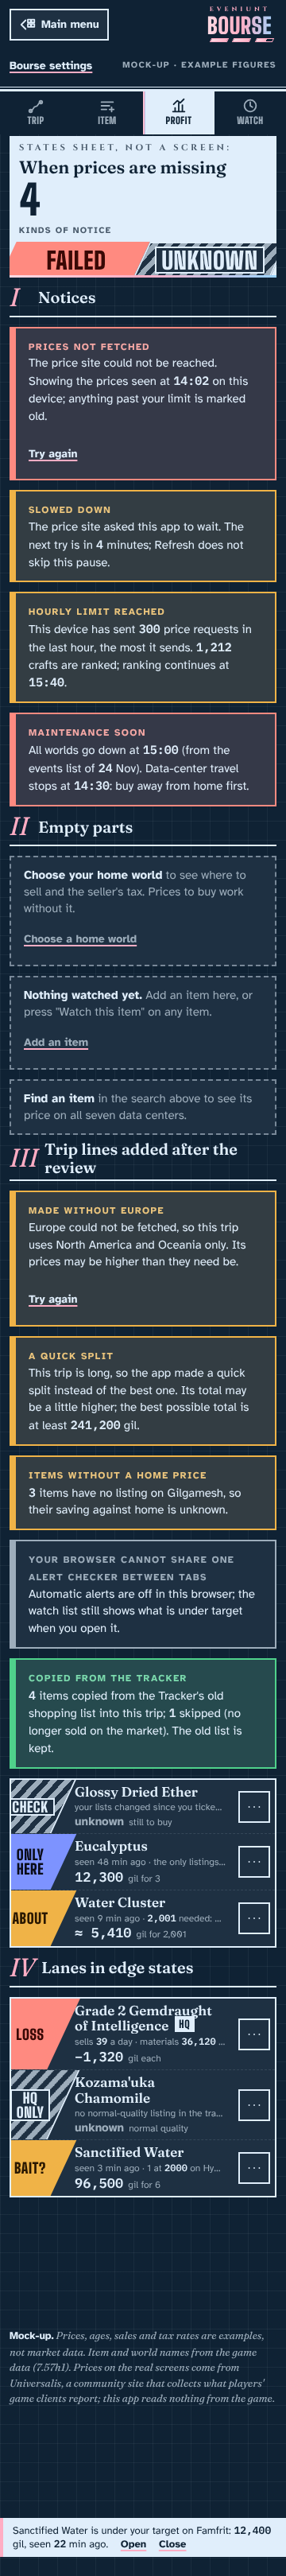 Main menu
EVENIUNT
BOURSE
Bourse settings
MOCK-UP · EXAMPLE FIGURES
TRIP
ITEM
PROFIT
WATCH
STATES SHEET, NOT A SCREEN:
When prices are missing
4
KINDS OF NOTICE
FAILED
UNKNOWN
I Notices
PRICES NOT FETCHED
The price site could not be reached.
Showing the prices seen at 14:02 on this
device; anything past your limit is marked
old.
Try again
SLOWED DOWN
The price site asked this app to wait. The
next try is in 4 minutes; Refresh does not
skip this pause.
HOURLY LIMIT REACHED
This device has sent 300 price requests in
the last hour, the most it sends. 1,212
crafts are ranked; ranking continues at
15:40.
MAINTENANCE SOON
All worlds go down at 15:00 (from the
events list of 24 Nov). Data-center travel
stops at 14:30: buy away from home first.
II Empty parts
Choose your home world to see where to
sell and the seller's tax. Prices to buy work
without it.
Choose a home world
Nothing watched yet. Add an item here, or
press "Watch this item" on any item.
Add an item
Find an item in the search above to see its
price on all seven data centers.
III Trip lines added after the
review
MADE WITHOUT EUROPE
Europe could not be fetched, so this trip
uses North America and Oceania only. Its
prices may be higher than they need be.
Try again
A QUICK SPLIT
This trip is long, so the app made a quick
split instead of the best one. Its total may
be a little higher; the best possible total is
at least 241,200 gil.
ITEMS WITHOUT A HOME PRICE
3 items have no listing on Gilgamesh, so
their saving against home is unknown.
YOUR BROWSER CANNOT SHARE ONE
ALERT CHECKER BETWEEN TABS
Automatic alerts are off in this browser; the
watch list still shows what is under target
when you open it.
COPIED FROM THE TRACKER
4 items copied from the Tracker's old
shopping list into this trip; 1 skipped (no
longer sold on the market). The old list is
kept.
CHECK
Glossy Dried Ether
your lists changed since you ticke...
unknown still to buy
...
ONLY
HERE
Eucalyptus
seen 48 min ago · the only listings...
12,300 gil for 3
...
ABOUT
Water Cluster
seen 9 min ago · 2,001 needed: ...
≈ 5,410 gil for 2,001
...
IV Lanes in edge states
LOSS
Grade 2 Gemdraught
of Intelligence HQ
sells 39 a day · materials 36,120 ...
−1,320 gil each
...
HQ
ONLY
Kozama'uka
Chamomile
no normal-quality listing in the tra...
unknown normal quality
...
BAIT?
Sanctified Water
seen 3 min ago · 1 at 2000 on Hy...
96,500 gil for 6
...
Mock-up. Prices, ages, sales and tax rates are examples,
not market data. Item and world names from the game
data (7.57h1). Prices on the real screens come from
Universalis, a community site that collects what players'
game clients report; this app reads nothing from the game.
Sanctified Water is under your target on Famfrit: 12,400
gil, seen 22 min ago. Open Close